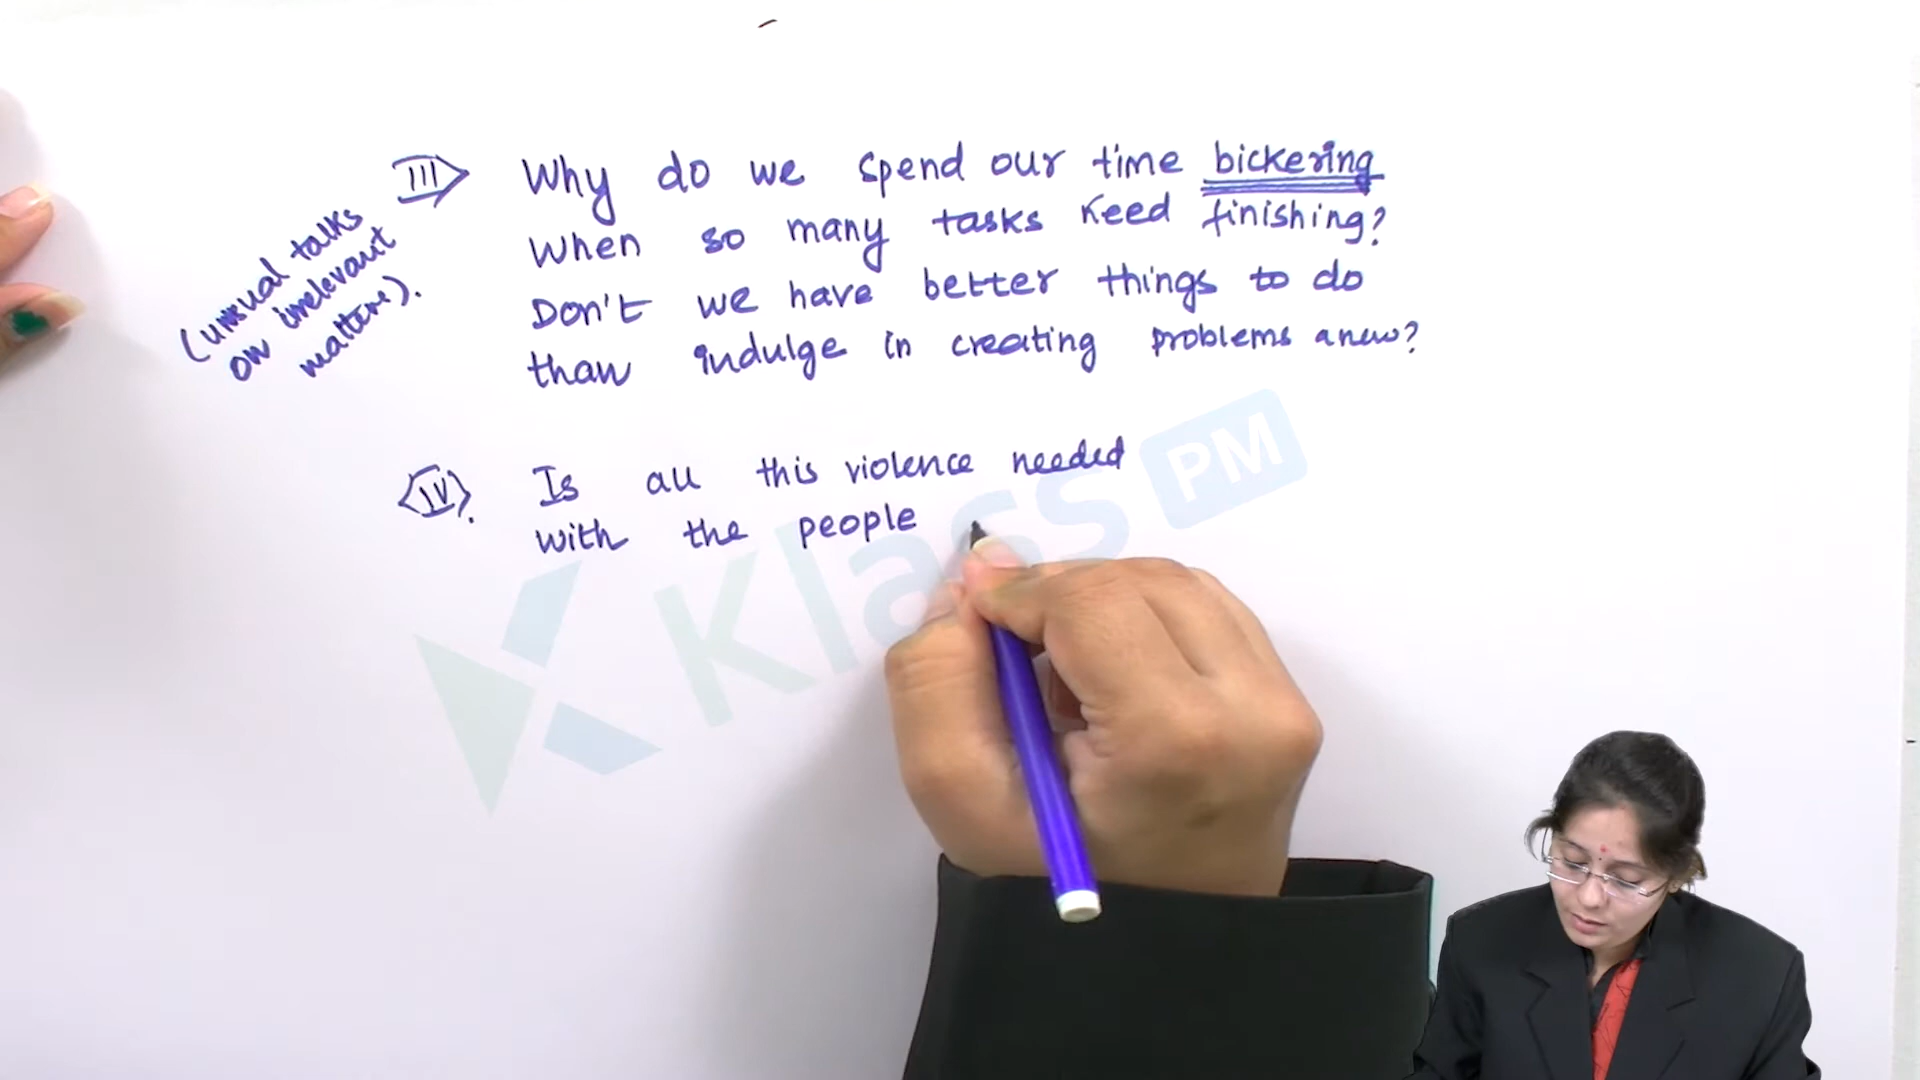 III
Why do we spend our time bickering
When so many tasks need finishing?
Don't we have better things to do
than indulge in creating problems anew?
(unusual talks
on irrelevant
matters).
IV.
Is all this violence needed
with the people
Klass PM